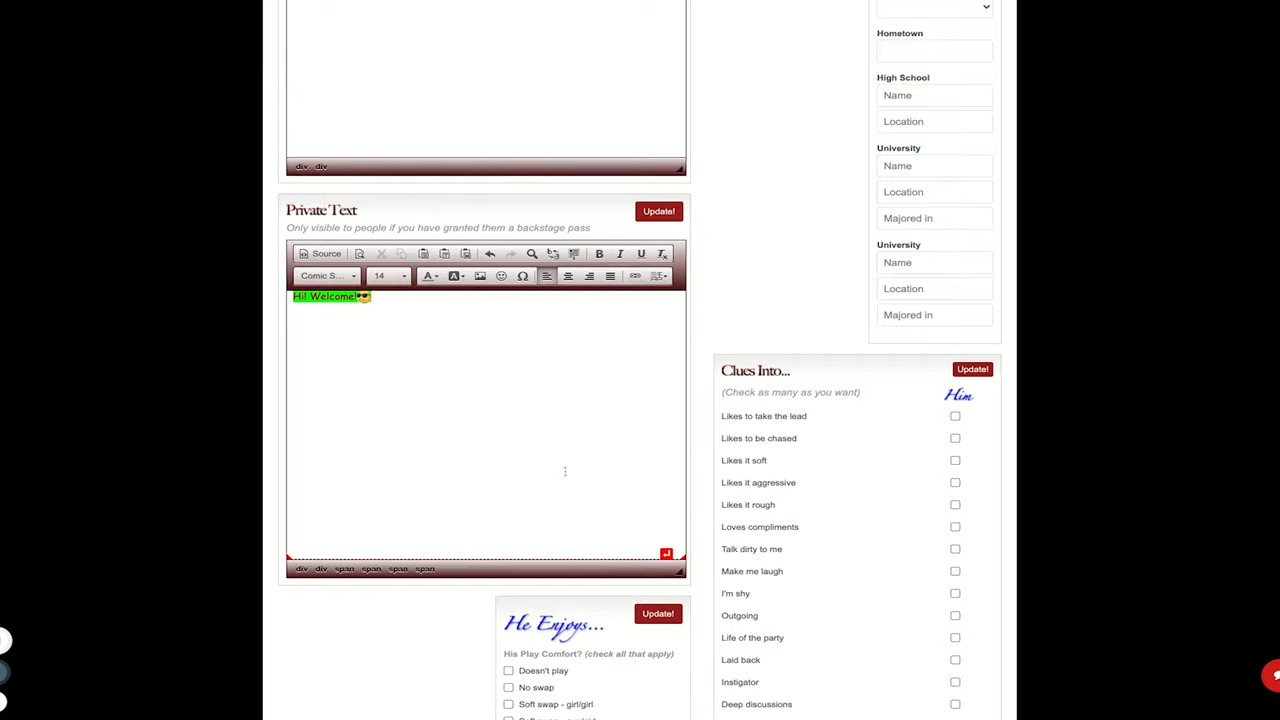 Hometown
High School
Name
Location
University
Name
Location
Majored in
University
Name
Location
Majored in
div div
Private Text
Update!
Only visible to people if you have granted them a backstage pass
Source
B I U Tx
Comic S...
14
A A Ω
Hi! Welcome!
div div span span span span
He Enjoys...
Update!
His Play Comfort? (check all that apply)
Doesn't play
No swap
Soft swap - girl/girl
Clues Into...
Update!
(Check as many as you want)
Him
Likes to take the lead
Likes to be chased
Likes it soft
Likes it aggressive
Likes it rough
Loves compliments
Talk dirty to me
Make me laugh
I'm shy
Outgoing
Life of the party
Laid back
Instigator
Deep discussions